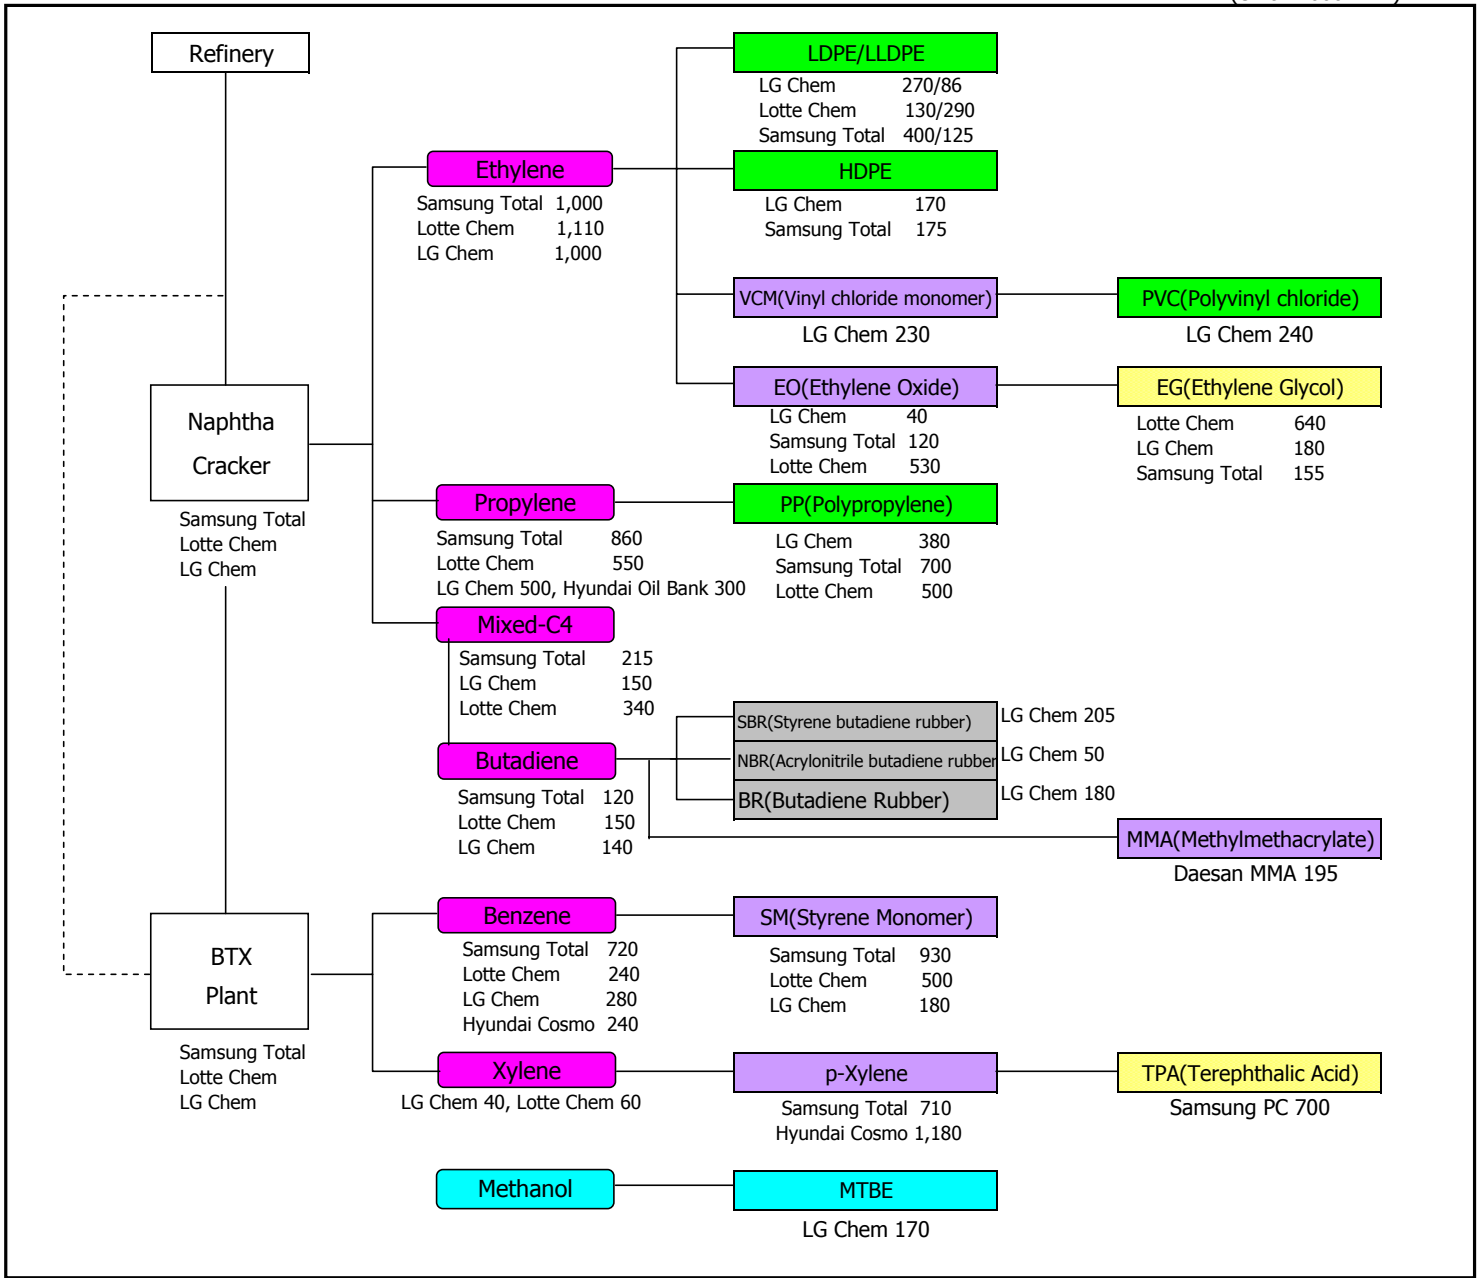 Refinery
LDPE/LLDPE
LG Chem 270/86
Lotte Chem 130/290
Samsung Total 400/125
Ethylene
Samsung Total 1,000
Lotte Chem 1,110
LG Chem 1,000
HDPE
LG Chem 170
Samsung Total 175
VCM(Vinyl chloride monomer)
LG Chem 230
PVC(Polyvinyl chloride)
LG Chem 240
EO(Ethylene Oxide)
LG Chem 40
Samsung Total 120
Lotte Chem 530
EG(Ethylene Glycol)
Lotte Chem 640
LG Chem 180
Samsung Total 155
Naphtha
Cracker
Samsung Total
Lotte Chem
LG Chem
Propylene
Samsung Total 860
Lotte Chem 550
LG Chem 500, Hyundai Oil Bank 300
PP(Polypropylene)
LG Chem 380
Samsung Total 700
Lotte Chem 500
Mixed-C4
Samsung Total 215
LG Chem 150
Lotte Chem 340
Butadiene
Samsung Total 120
Lotte Chem 150
LG Chem 140
SBR(Styrene butadiene rubber) LG Chem 205
NBR(Acrylonitrile butadiene rubber LG Chem 50
BR(Butadiene Rubber) LG Chem 180
MMA(Methylmethacrylate)
Daesan MMA 195
BTX
Plant
Samsung Total
Lotte Chem
LG Chem
Benzene
Samsung Total 720
Lotte Chem 240
LG Chem 280
Hyundai Cosmo 240
SM(Styrene Monomer)
Samsung Total 930
Lotte Chem 500
LG Chem 180
Xylene
LG Chem 40, Lotte Chem 60
p-Xylene
Samsung Total 710
Hyundai Cosmo 1,180
TPA(Terephthalic Acid)
Samsung PC 700
Methanol
MTBE
LG Chem 170